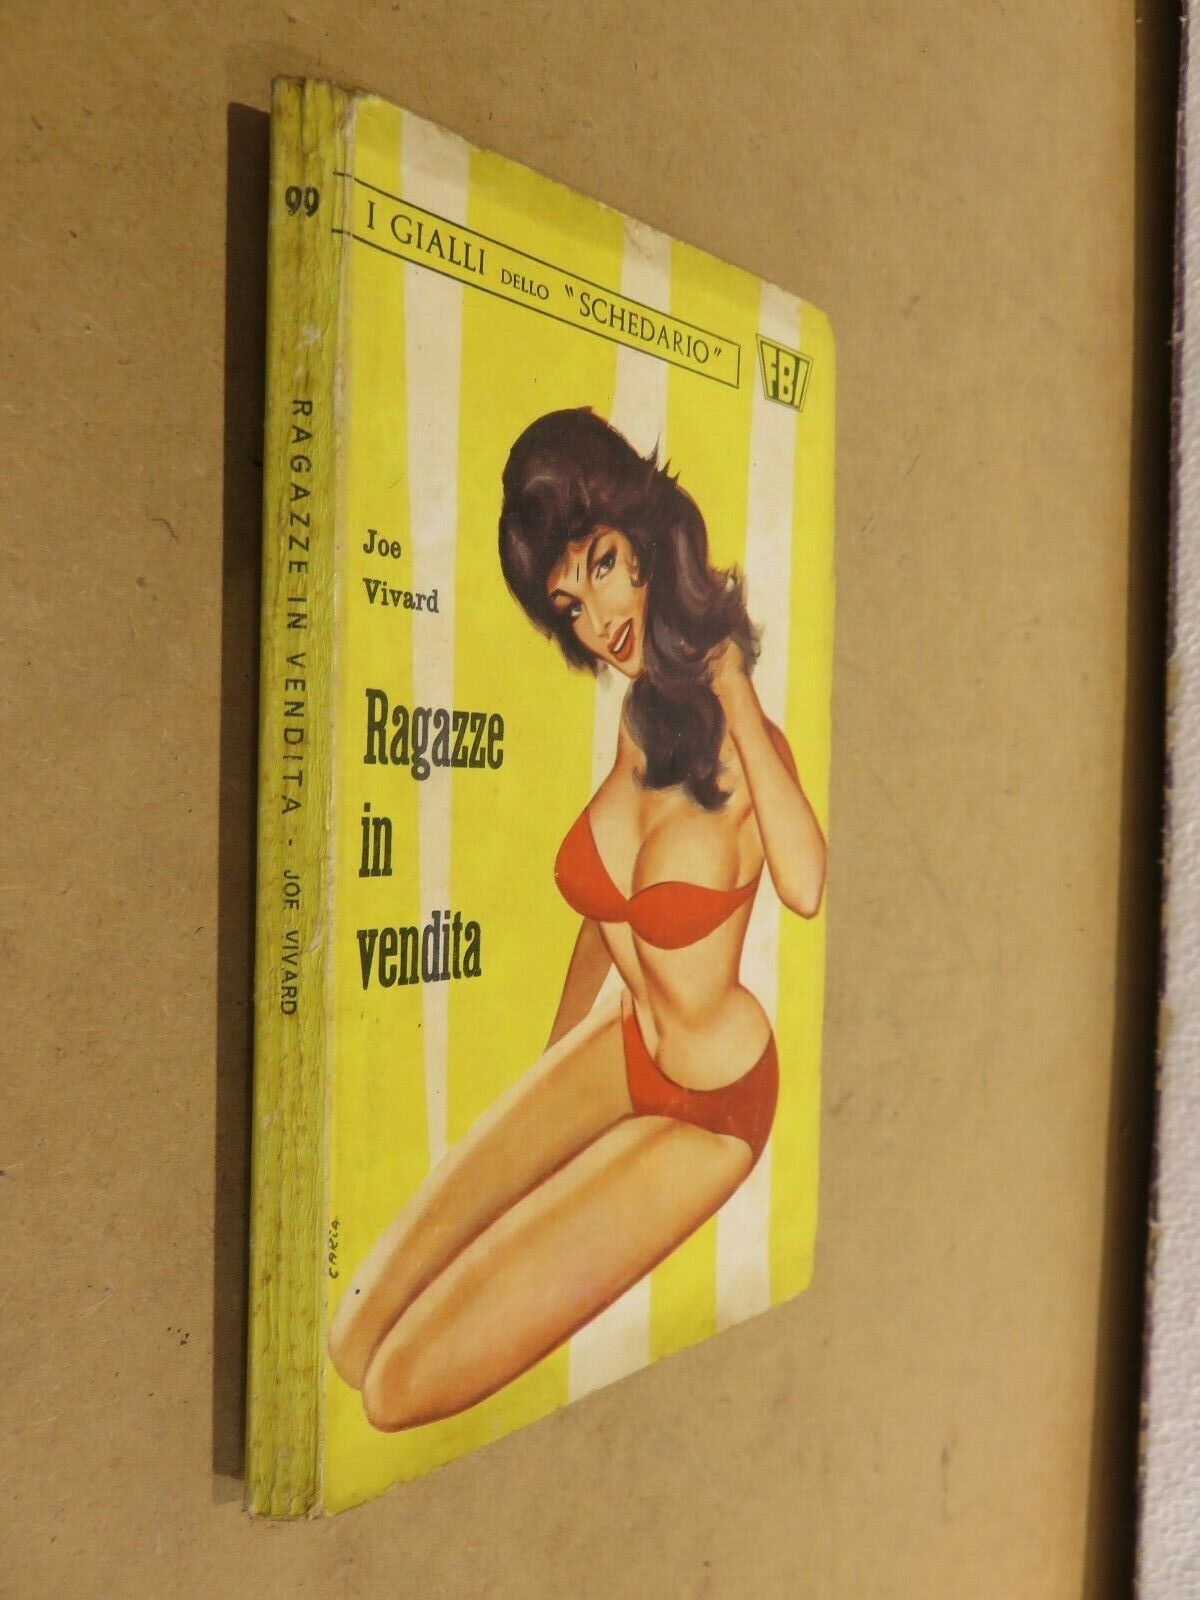 99
RAGAZZE IN VENDITA - JOE VIVARD
I GIALLI DELLO "SCHEDARIO"
FBI
Joe
Vivard
Ragazze
in
vendita